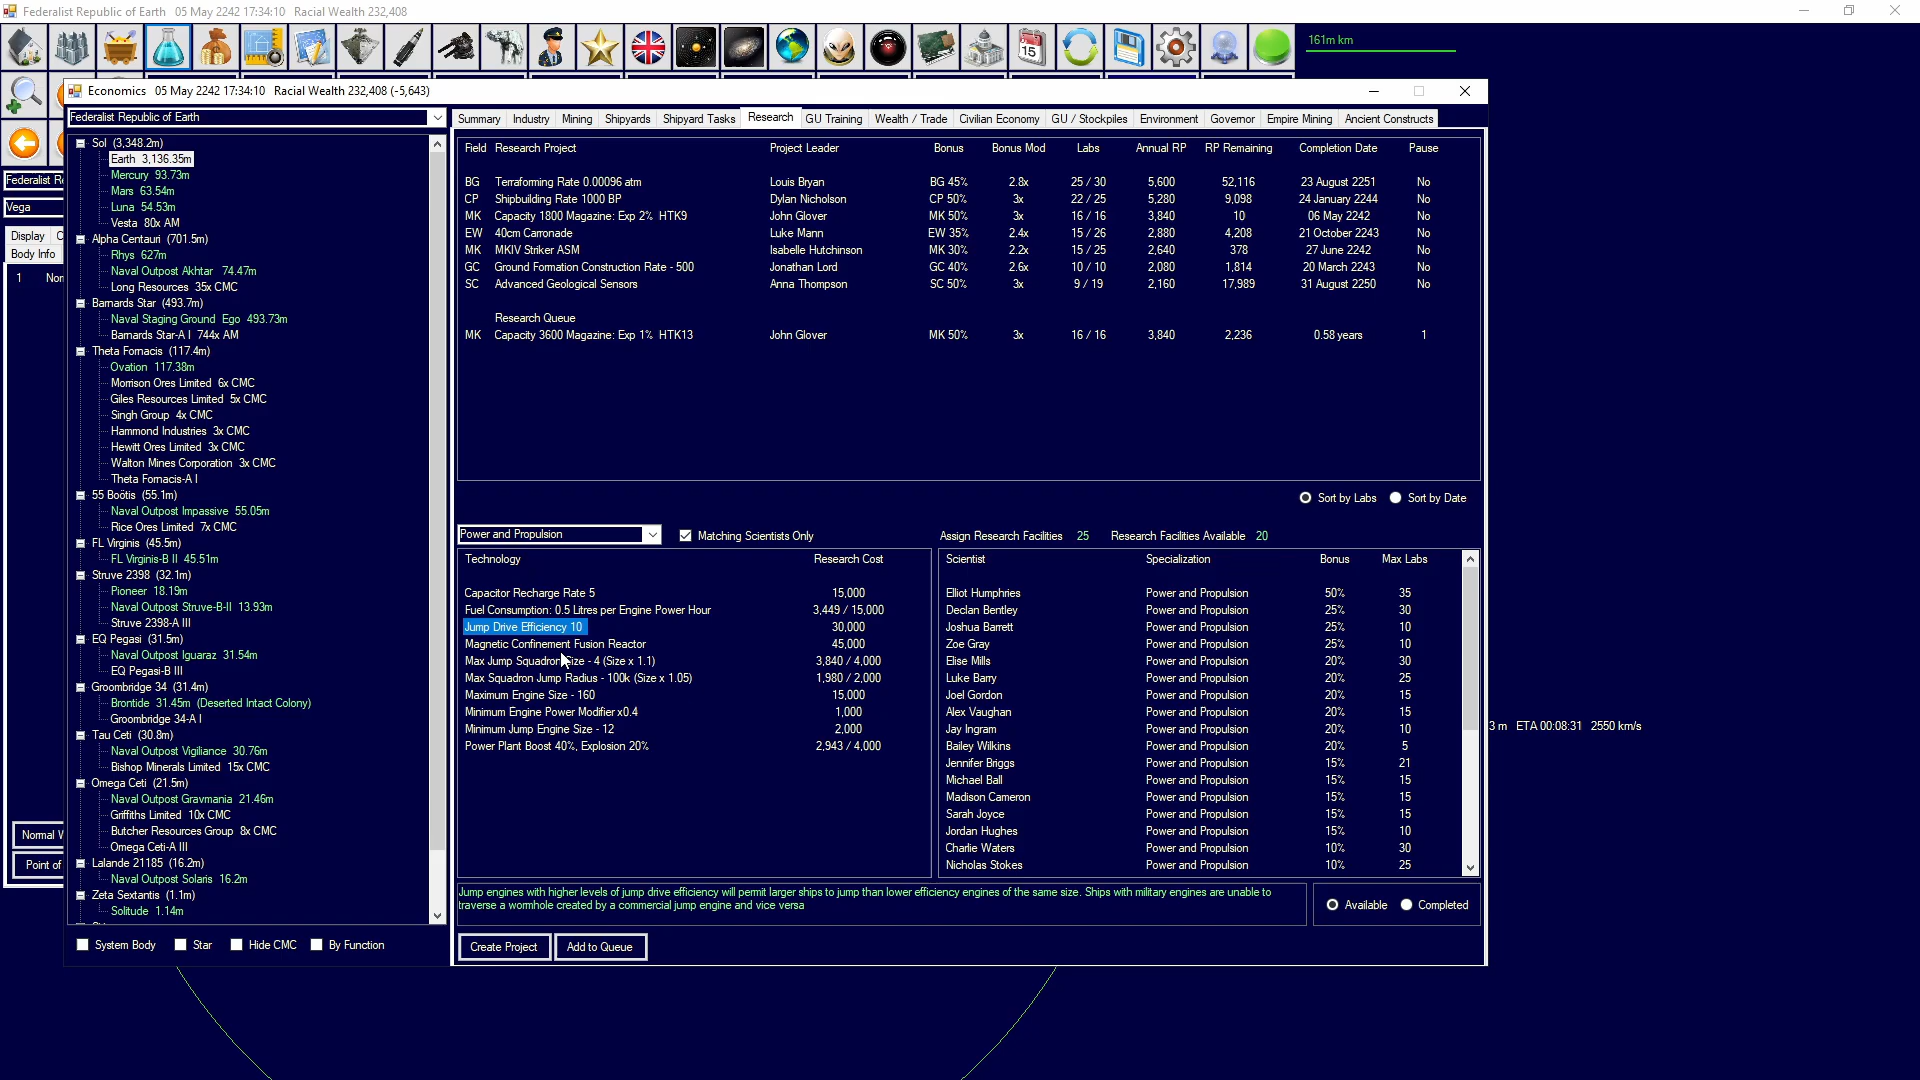 Federalist Republic of Earth   05 May 2242 17:34:10   Racial Wealth 232,408
15
161m km
Economics   05 May 2242 17:34:10   Racial Wealth 232,408 (-5,643)
Federalist Republic of Earth
Summary   Industry   Mining   Shipyards   Shipyard Tasks   Research   GU Training   Wealth / Trade   Civilian Economy   GU / Stockpiles   Environment   Governor   Empire Mining   Ancient Constructs
Federalist R
Vega
Display   C
Body Info
1   Nor
Normal W
Point of
Sol (3,348.2m)
Earth 3,136.35m
Mercury 93.73m
Mars 63.54m
Luna 54.53m
Vesta 80x AM
Alpha Centauri (701.5m)
Rhys 627m
Naval Outpost Akhtar 74.47m
Long Resources 35x CMC
Barnards Star (493.7m)
Naval Staging Ground Ego 493.73m
Barnards Star-A I 744x AM
Theta Fornacis (117.4m)
Ovation 117.38m
Morrison Ores Limited 6x CMC
Giles Resources Limited 5x CMC
Singh Group 4x CMC
Hammond Industries 3x CMC
Hewitt Ores Limited 3x CMC
Walton Mines Corporation 3x CMC
Theta Fornacis-A I
55 Boötis (55.1m)
Naval Outpost Impassive 55.05m
Rice Ores Limited 7x CMC
FL Virginis (45.5m)
FL Virginis-B II 45.51m
Struve 2398 (32.1m)
Pioneer 18.19m
Naval Outpost Struve-B-II 13.93m
Struve 2398-A III
EQ Pegasi (31.5m)
Naval Outpost Iguaraz 31.54m
EQ Pegasi-B III
Groombridge 34 (31.4m)
Brontide 31.45m (Deserted Intact Colony)
Groombridge 34-A I
Tau Ceti (30.8m)
Naval Outpost Vigiliance 30.76m
Bishop Minerals Limited 15x CMC
Omega Ceti (21.5m)
Naval Outpost Gravmania 21.46m
Griffiths Limited 10x CMC
Butcher Resources Group 8x CMC
Omega Ceti-A III
Lalande 21185 (16.2m)
Naval Outpost Solaris 16.2m
Zeta Sextantis (1.1m)
Solitude 1.14m
System Body   Star   Hide CMC   By Function
Field   Research Project   Project Leader   Bonus   Bonus Mod   Labs   Annual RP   RP Remaining   Completion Date   Pause
BG   Terraforming Rate 0.00096 atm   Louis Bryan   BG 45%   2.8x   25 / 30   5,600   52,116   23 August 2251   No
CP   Shipbuilding Rate 1000 BP   Dylan Nicholson   CP 50%   3x   22 / 25   5,280   9,098   24 January 2244   No
MK   Capacity 1800 Magazine: Exp 2%  HTK9   John Glover   MK 50%   3x   16 / 16   3,840   10   06 May 2242   No
EW   40cm Carronade   Luke Mann   EW 35%   2.4x   15 / 26   2,880   4,208   21 October 2243   No
MK   MKIV Striker ASM   Isabelle Hutchinson   MK 30%   2.2x   15 / 25   2,640   378   27 June 2242   No
GC   Ground Formation Construction Rate - 500   Jonathan Lord   GC 40%   2.6x   10 / 10   2,080   1,814   20 March 2243   No
SC   Advanced Geological Sensors   Anna Thompson   SC 50%   3x   9 / 19   2,160   17,989   31 August 2250   No
Research Queue
MK   Capacity 3600 Magazine: Exp 1%  HTK13   John Glover   MK 50%   3x   16 / 16   3,840   2,236   0.58 years   1
Sort by Labs   Sort by Date
Power and Propulsion   Matching Scientists Only   Assign Research Facilities   25   Research Facilities Available   20
Technology   Research Cost
Capacitor Recharge Rate 5   15,000
Fuel Consumption: 0.5 Litres per Engine Power Hour   3,449 / 15,000
Jump Drive Efficiency 10   30,000
Magnetic Confinement Fusion Reactor   45,000
Max Jump Squadron Size - 4 (Size x 1.1)   3,840 / 4,000
Max Squadron Jump Radius - 100k (Size x 1.05)   1,980 / 2,000
Maximum Engine Size - 160   15,000
Minimum Engine Power Modifier x0.4   1,000
Minimum Jump Engine Size - 12   2,000
Power Plant Boost 40%, Explosion 20%   2,943 / 4,000
Scientist   Specialization   Bonus   Max Labs
Elliot Humphries   Power and Propulsion   50%   35
Declan Bentley   Power and Propulsion   25%   30
Joshua Barrett   Power and Propulsion   25%   10
Zoe Gray   Power and Propulsion   25%   10
Elise Mills   Power and Propulsion   20%   30
Luke Barry   Power and Propulsion   20%   25
Joel Gordon   Power and Propulsion   20%   15
Alex Vaughan   Power and Propulsion   20%   15
Jay Ingram   Power and Propulsion   20%   10
Bailey Wilkins   Power and Propulsion   20%   5
Jennifer Briggs   Power and Propulsion   15%   21
Michael Ball   Power and Propulsion   15%   15
Madison Cameron   Power and Propulsion   15%   15
Sarah Joyce   Power and Propulsion   15%   15
Jordan Hughes   Power and Propulsion   15%   10
Charlie Waters   Power and Propulsion   10%   30
Nicholas Stokes   Power and Propulsion   10%   25
Jump engines with higher levels of jump drive efficiency will permit larger ships to jump than lower efficiency engines of the same size. Ships with military engines are unable to
traverse a wormhole created by a commercial jump engine and vice versa
Available   Completed
Create Project   Add to Queue
3 m   ETA 00:08:31   2550 km/s